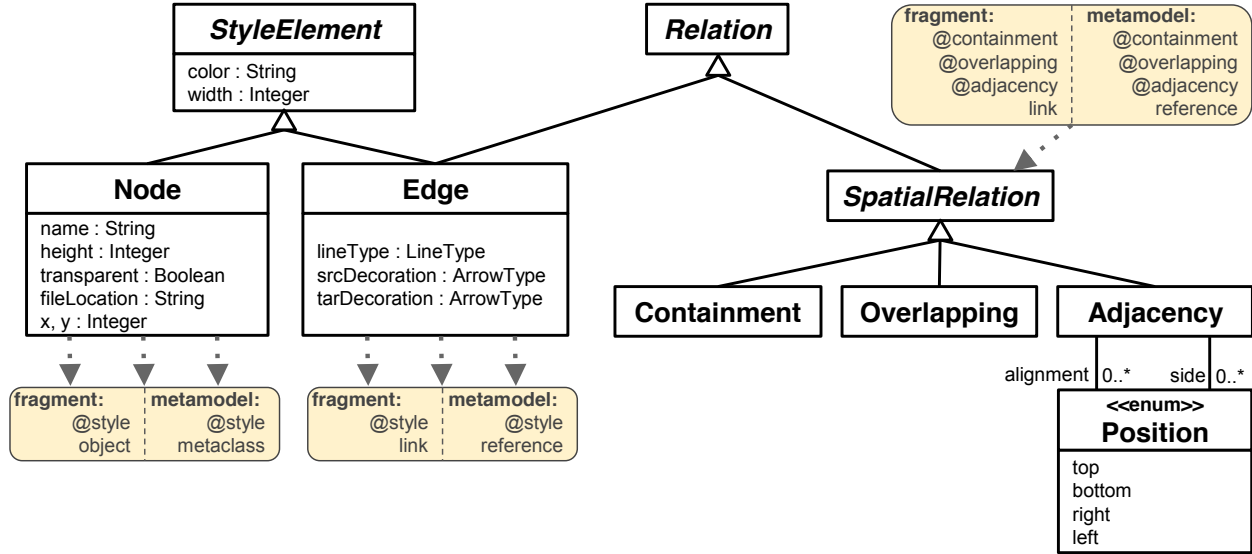 StyleElement
color : String
width : Integer
Relation
fragment: metamodel:
@containment @containment
@overlapping @overlapping
@adjacency @adjacency
link reference
Node
name : String
height : Integer
transparent : Boolean
fileLocation : String
x, y : Integer
Edge
lineType : LineType
srcDecoration : ArrowType
tarDecoration : ArrowType
SpatialRelation
Containment
Overlapping
Adjacency
fragment: metamodel:
@style @style
object metaclass
fragment: metamodel:
@style @style
link reference
alignment 0..* side 0..*
<<enum>>
Position
top
bottom
right
left